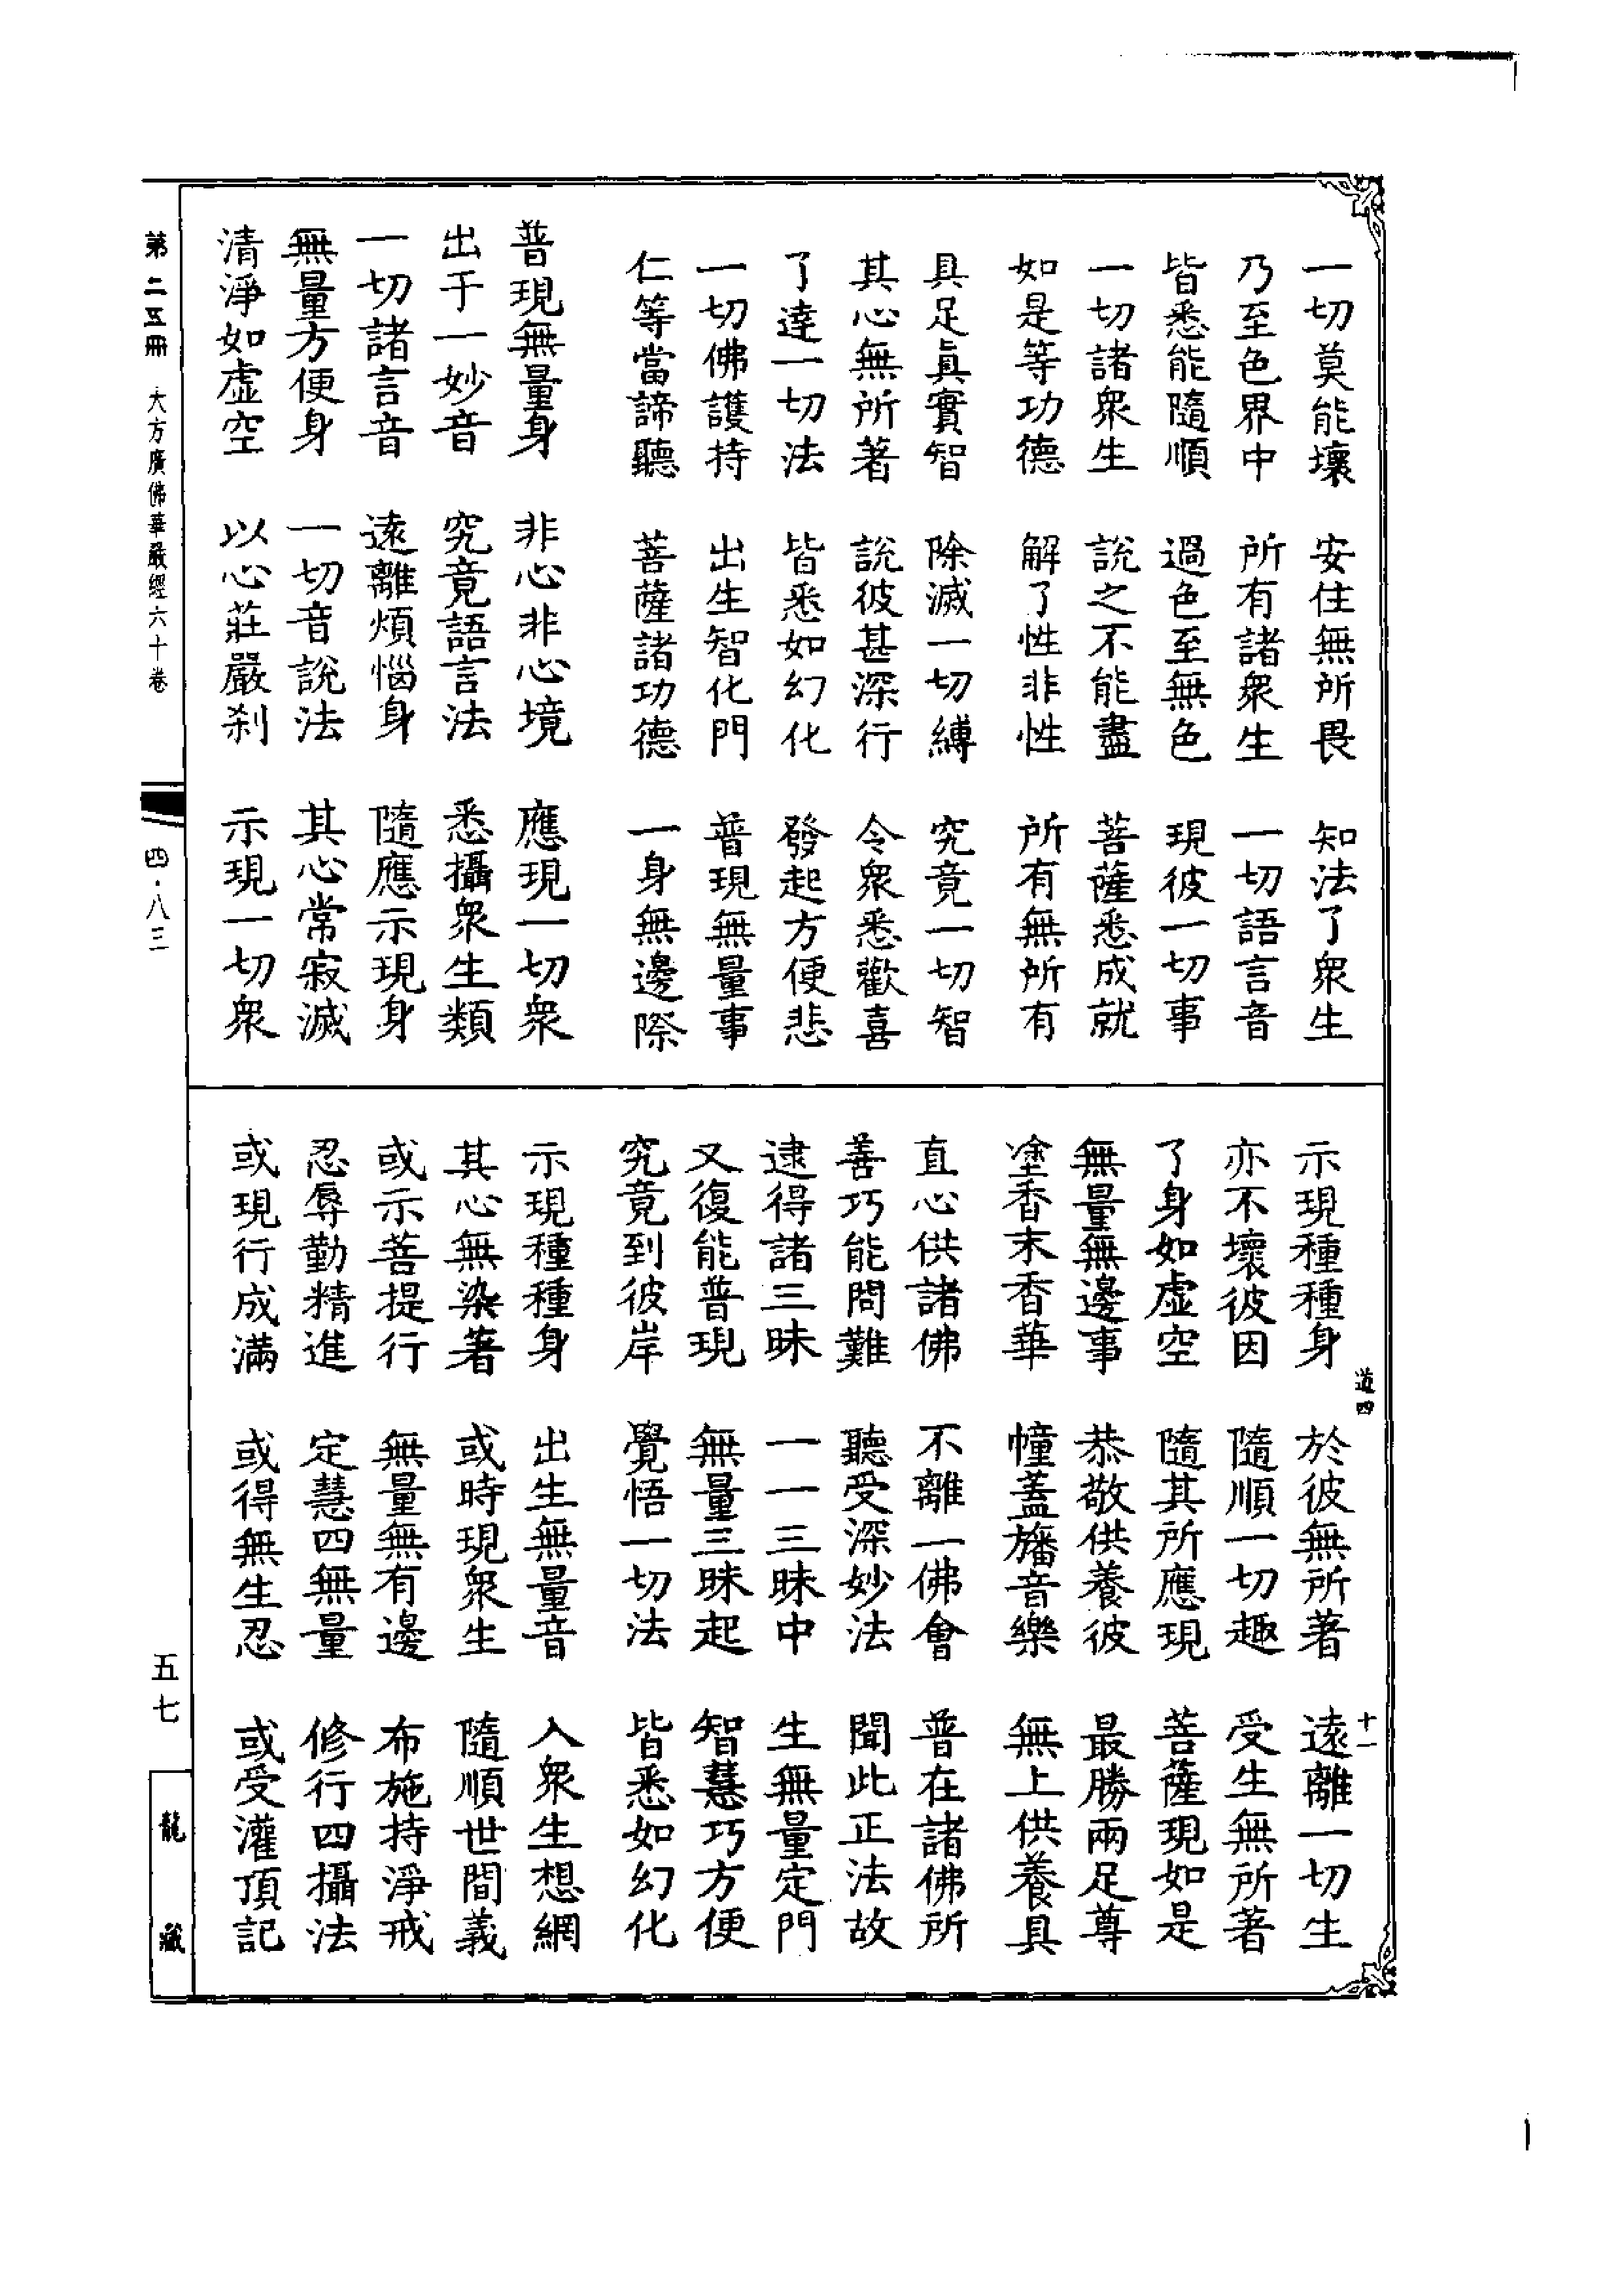 一切莫能壞　安住無所畏　知法了衆生
乃至色界中　所有諸衆生　一切語言音
皆悉能隨順　過色至無色　現彼一切事
一切諸衆生　說之不能盡　菩薩悉成就
如是等功德　解了性非性　所有無所有
具足眞實智　除滅一切縛　究竟一切智
其心無所著　說彼甚深行　令衆悉歡喜
了達一切法　皆悉如幻化　發起方便悲
一切佛護持　出生智化門　普現無量事
仁等當諦聽　菩薩諸功德　一身無邊際
普現無量身　非心非心境　應現一切衆
出于一妙音　究竟語言法　悉攝衆生類
一切諸言音　遠離煩惱身　隨應示現身
無量方便身　一切音說法　其心常寂滅
清淨如虛空　以心莊嚴刹　示現一切衆
示現種種身　於彼無所著　遠離一切生
亦不壞彼因　隨順一切趣　受生無所著
了身如虛空　隨其所應現　菩薩現如是
無量無邊事　恭敬供養彼　最勝兩足尊
塗香末香華　幢蓋旛音樂　無上供養具
直心供諸佛　不離一佛會　普在諸佛所
善巧能問難　聽受深妙法　聞此正法故
逮得諸三昧　一一三昧中　生無量定門
又復能普現　無量三昧起　智慧巧方便
究竟到彼岸　覺悟一切法　皆悉如幻化
示現種種身　出生無量音　入衆生想網
其心無染著　或時現衆生　隨順世間義
或示菩提行　無量無有邊　布施持淨戒
忍辱勤精進　定慧四無量　修行四攝法
或現行成滿　或得無生忍　或受灌頂記
道四　十一
第二五冊　大方廣佛華嚴經六十卷　四·八三　五七　龍藏